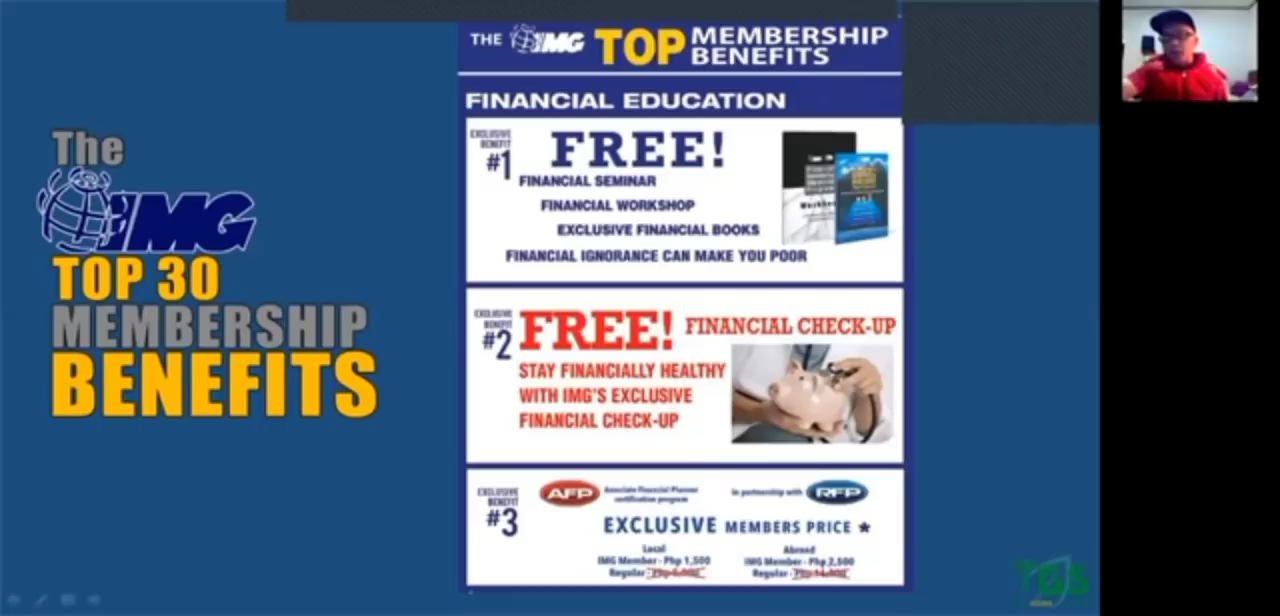 The
IMG
TOP 30
MEMBERSHIP
BENEFITS
THE IMG TOP MEMBERSHIP BENEFITS
FINANCIAL EDUCATION
EXCLUSIVE BENEFIT #1
FREE!
FINANCIAL SEMINAR
FINANCIAL WORKSHOP
EXCLUSIVE FINANCIAL BOOKS
FINANCIAL IGNORANCE CAN MAKE YOU POOR
EXCLUSIVE BENEFIT #2
FREE! FINANCIAL CHECK-UP
STAY FINANCIALLY HEALTHY
WITH IMG'S EXCLUSIVE
FINANCIAL CHECK-UP
EXCLUSIVE BENEFIT #3
AFP Associate Financial Planner certification program
In partnership with RFP
EXCLUSIVE MEMBERS PRICE *
Local
IMG Member - Php 1,500
Regular -
Abroad
IMG Member - Php 2,500
Regular -
TGS